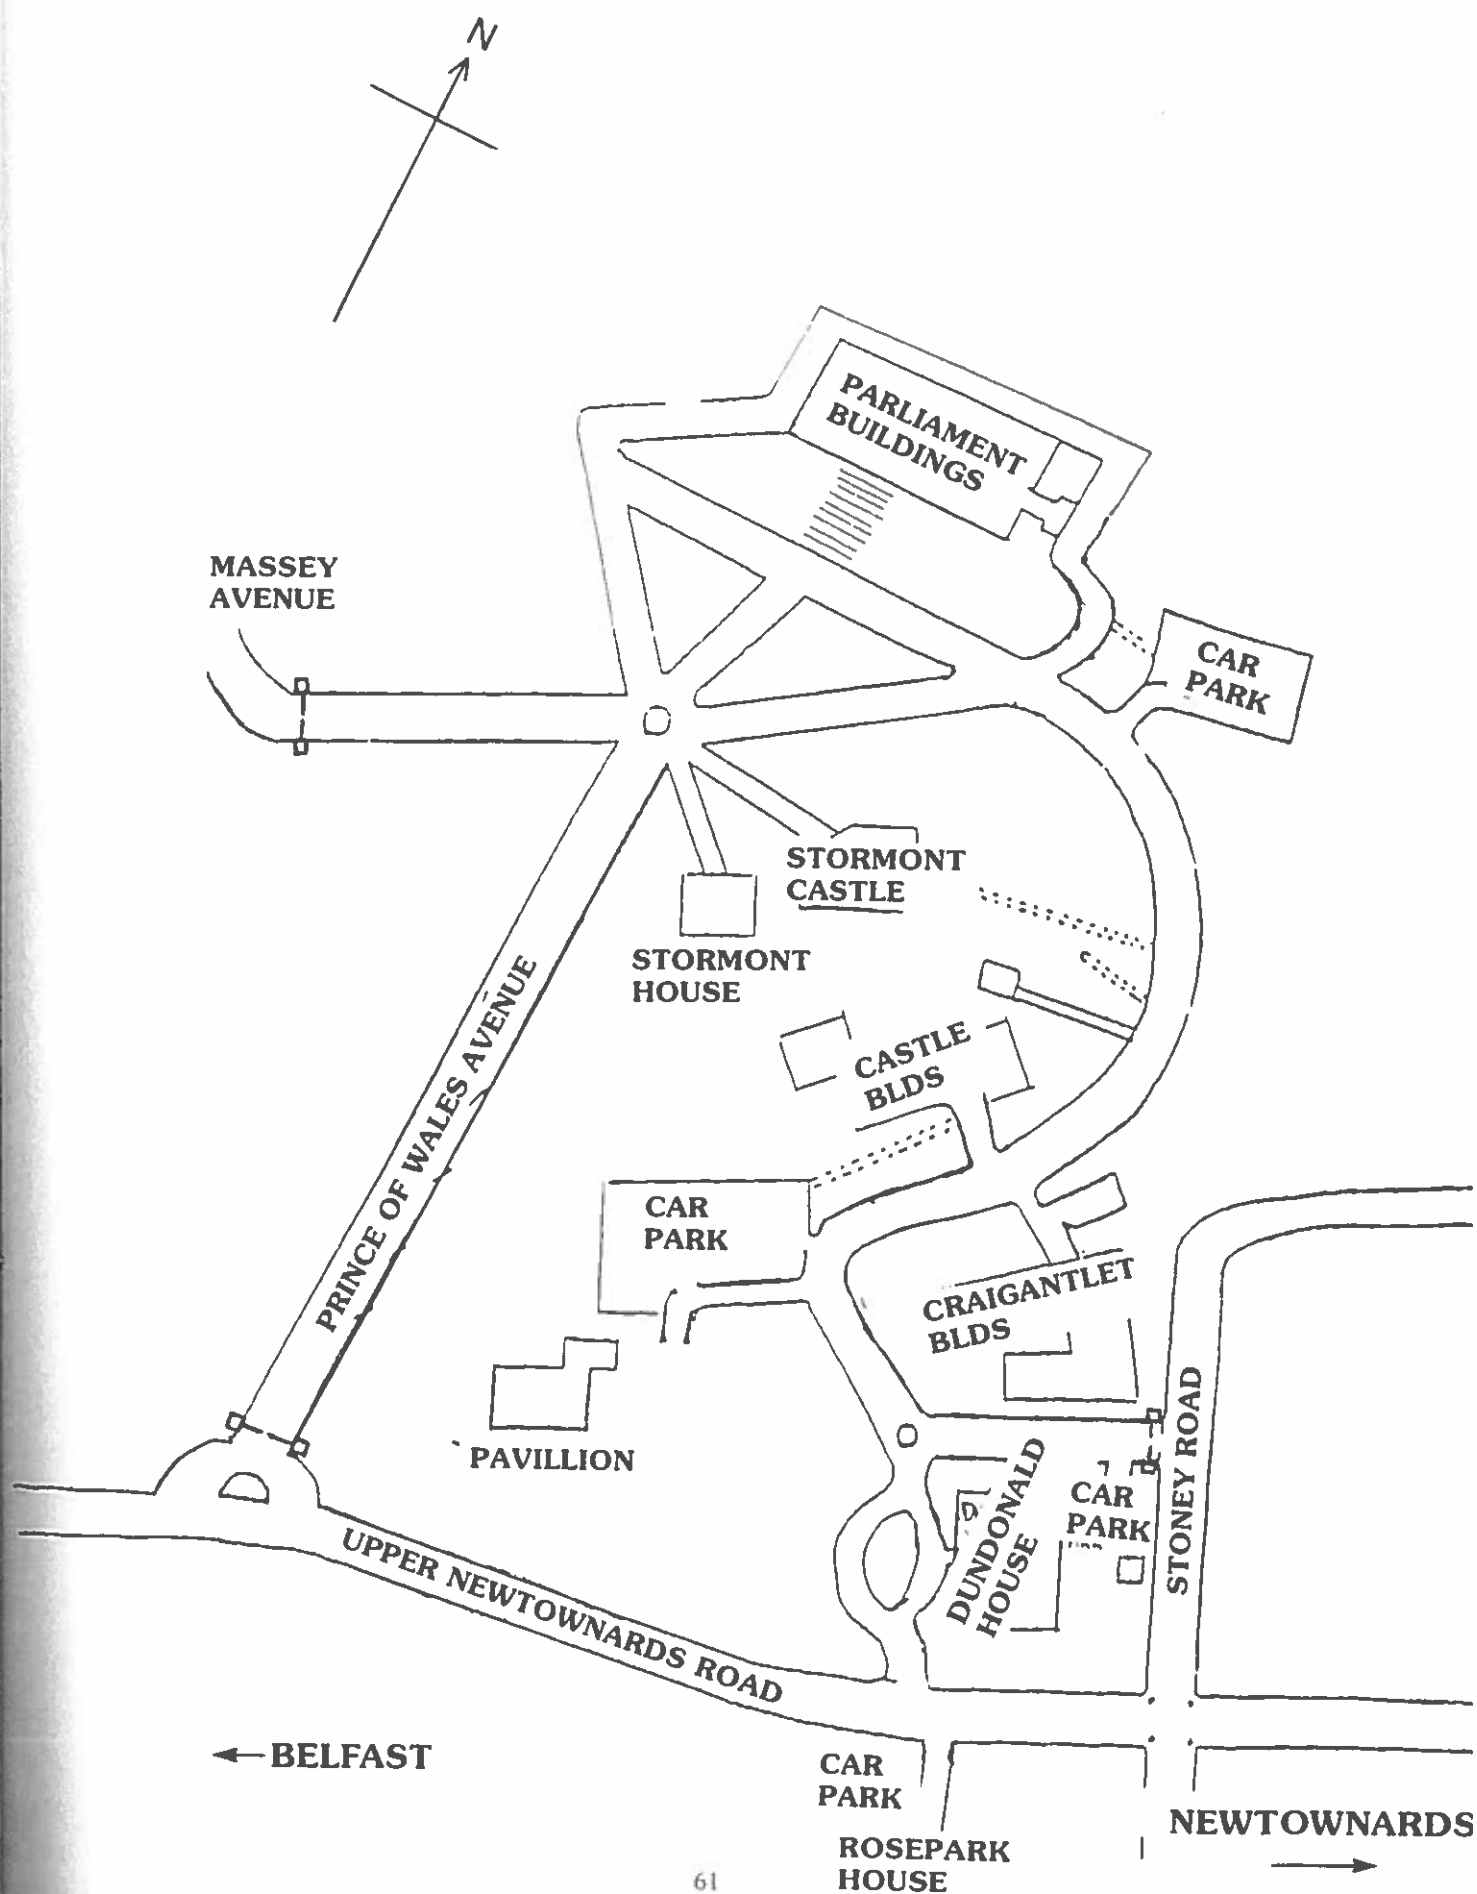 N
PARLIAMENT
BUILDINGS
MASSEY
AVENUE
CAR
PARK
STORMONT
CASTLE
STORMONT
HOUSE
PRINCE OF WALES AVENUE
CASTLE
BLDS
CAR
PARK
CRAIGANTLET
BLDS
PAVILLION
DUNDONALD
HOUSE
CAR
PARK
STONEY ROAD
UPPER NEWTOWNARDS ROAD
BELFAST
CAR
PARK
NEWTOWNARDS
ROSEPARK
HOUSE
61